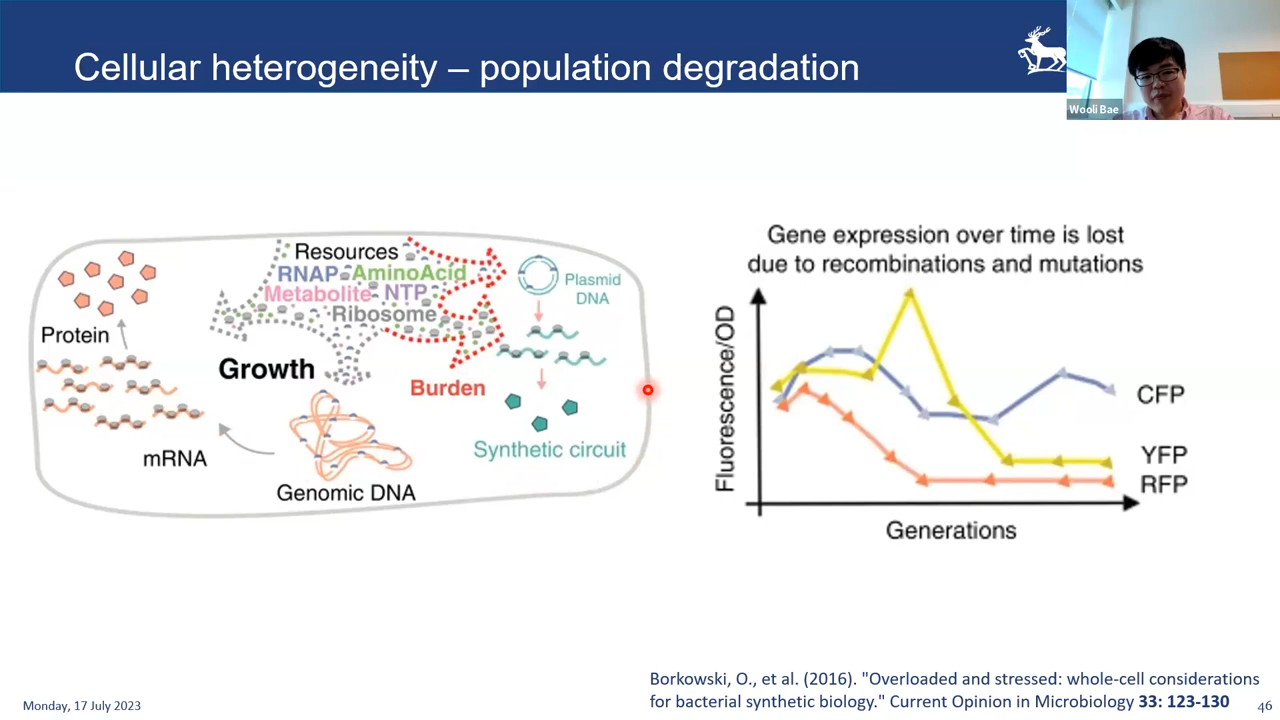 Cellular heterogeneity – population degradation
Wooli Bae
Resources
RNAP AminoAcid
Metabolite NTP
Ribosome
Plasmid
DNA
Protein
Growth
Burden
mRNA
Synthetic circuit
Genomic DNA
Gene expression over time is lost
due to recombinations and mutations
Fluorescence/OD
CFP
YFP
RFP
Generations
Borkowski, O., et al. (2016). "Overloaded and stressed: whole-cell considerations
for bacterial synthetic biology." Current Opinion in Microbiology 33: 123-130
Monday, 17 July 2023
46